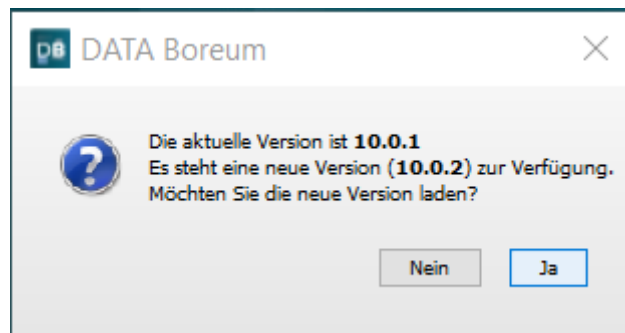 DB DATA Boreum
Die aktuelle Version ist 10.0.1
Es steht eine neue Version (10.0.2) zur Verfügung.
Möchten Sie die neue Version laden?
Nein Ja